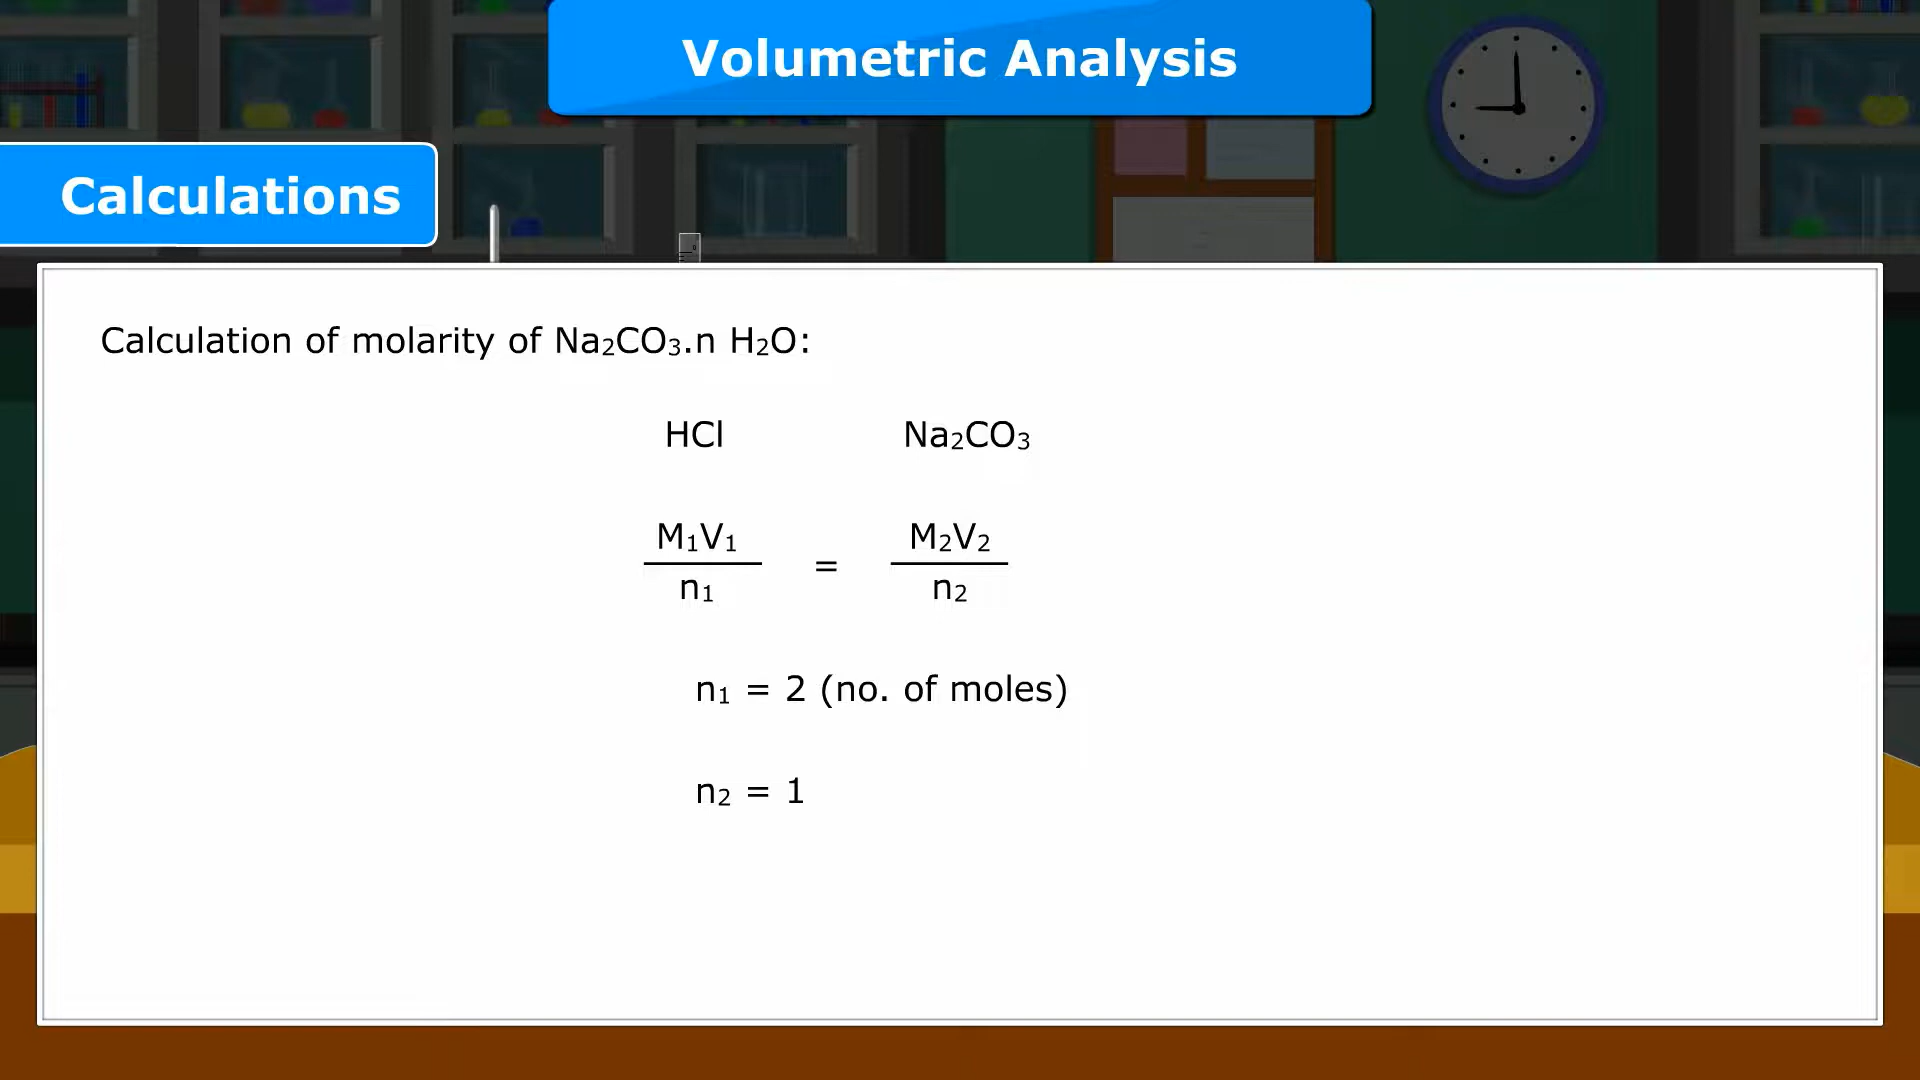 Volumetric Analysis
Calculations
Calculation of molarity of Na₂CO₃.n H₂O:
HCl Na₂CO₃
M₁V₁ M₂V₂
=
n₁ n₂
n₁ = 2 (no. of moles)
n₂ = 1